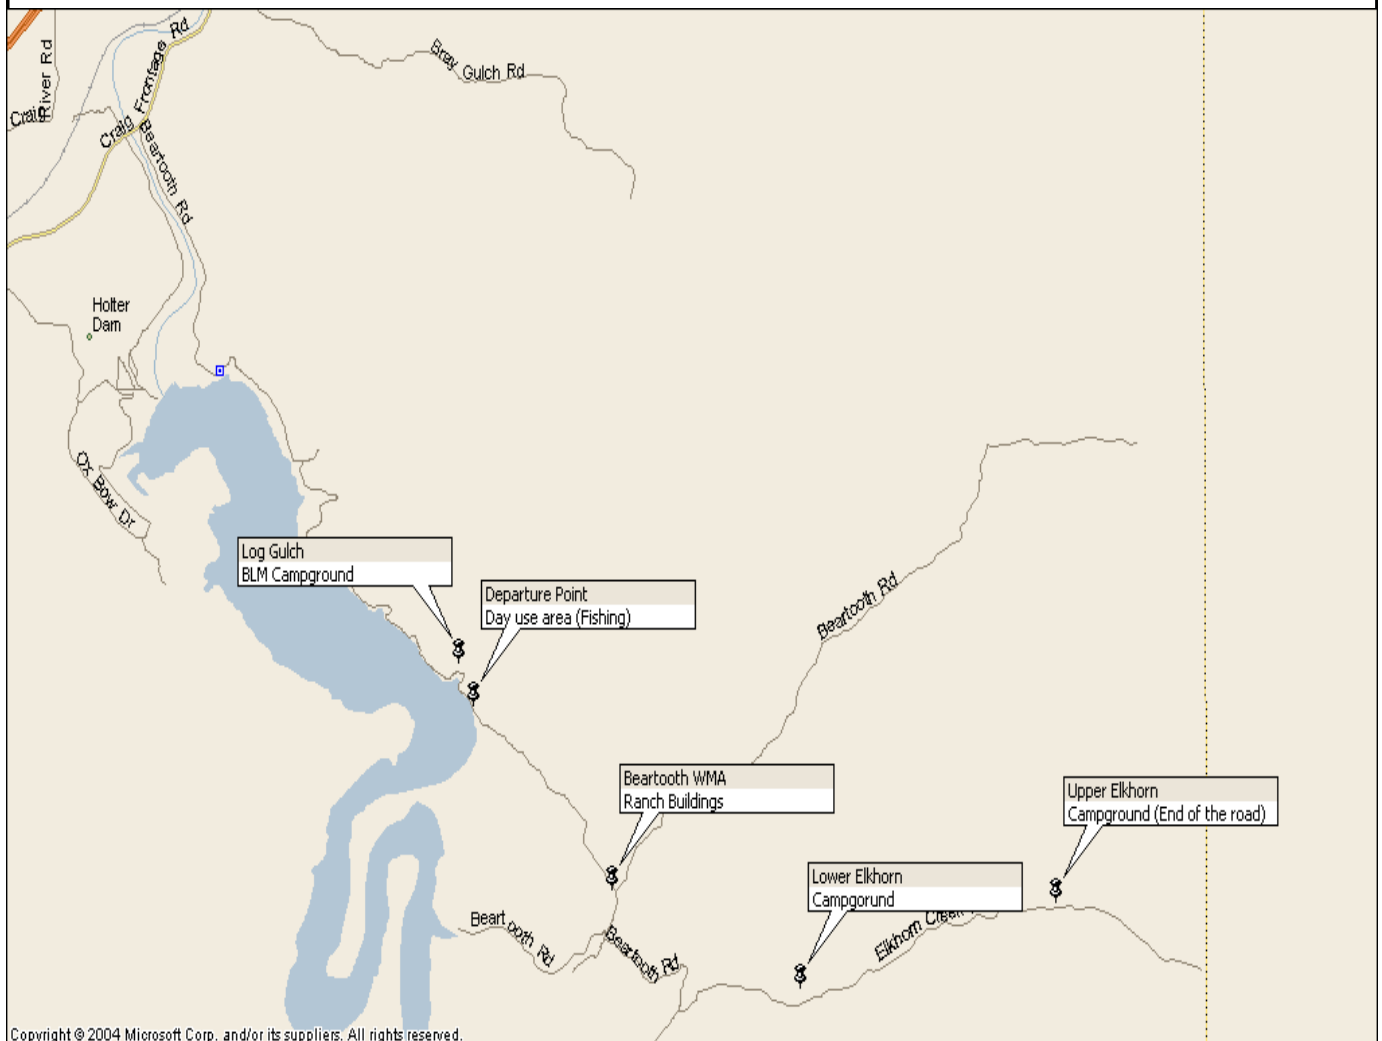 River Rd
Craig
Craig Frontage Rd
Bray Gulch Rd
Beartooth Rd
Holter
Dam
Ox Bow Dr
Log Gulch
BLM Campground
Departure Point
Day use area (Fishing)
Beartooth Rd
Beartooth WMA
Ranch Buildings
Upper Elkhorn
Campground (End of the road)
Lower Elkhorn
Campgorund
Beartooth Rd
Beartooth Rd
Elkhorn Creek
Copyright © 2004 Microsoft Corp. and/or its suppliers. All rights reserved.